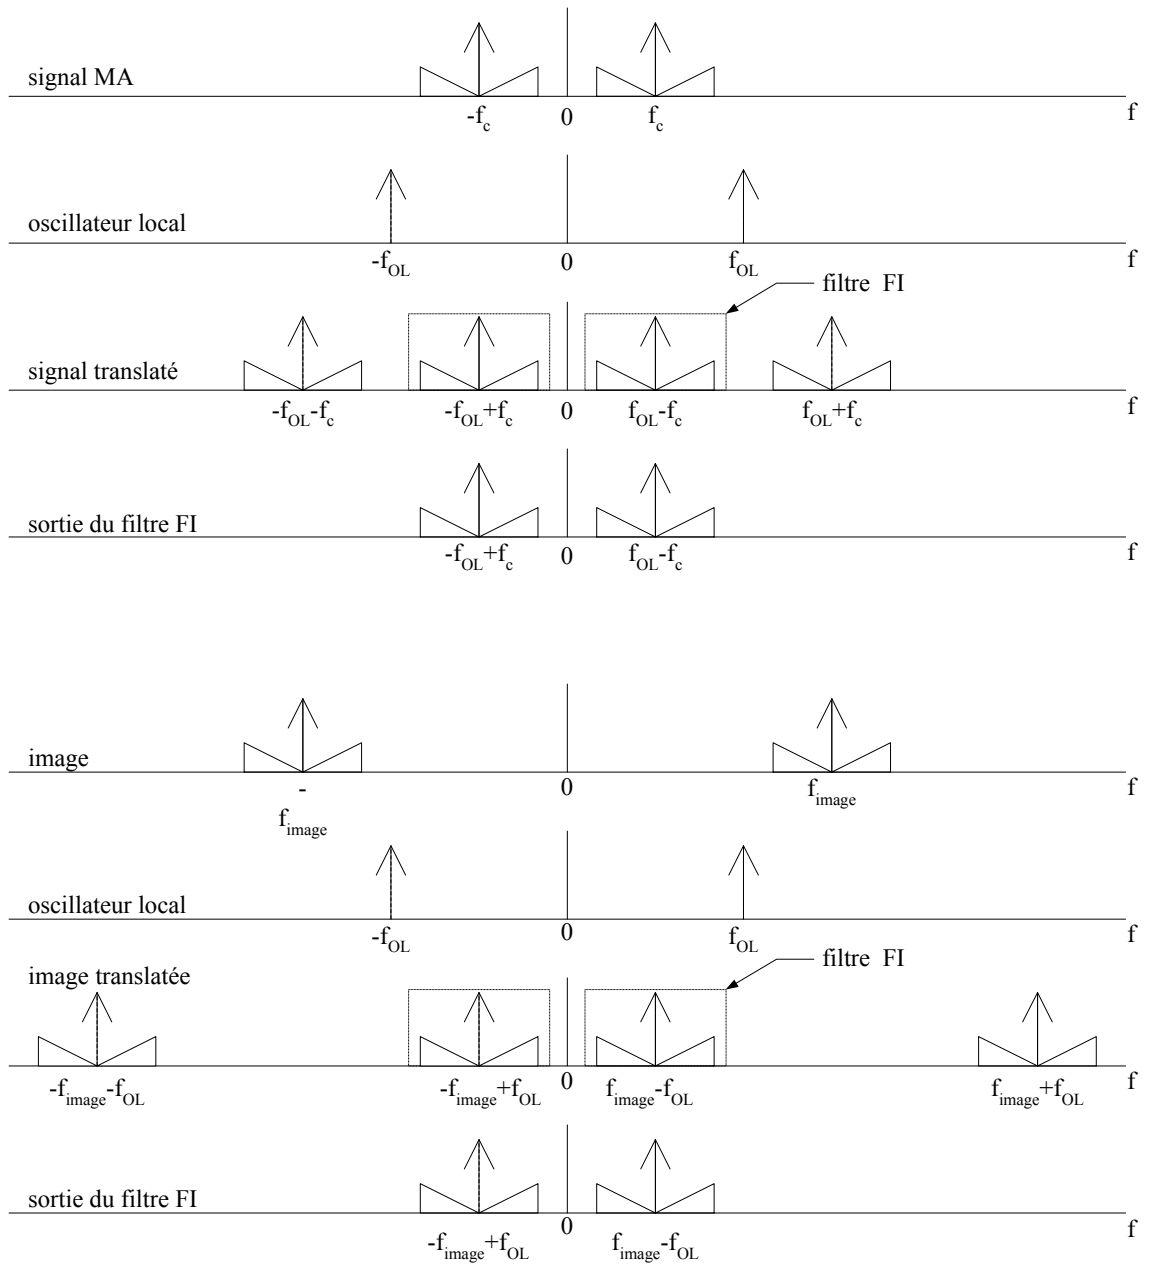 signal MA
-f_c 0 f_c f
oscillateur local
-f_OL 0 f_OL f
filtre FI
signal translaté
-f_OL-f_c -f_OL+f_c 0 f_OL-f_c f_OL+f_c f
sortie du filtre FI
-f_OL+f_c 0 f_OL-f_c f
image
- 0 f_image f
f_image
oscillateur local
-f_OL 0 f_OL f
filtre FI
image translatée
-f_image-f_OL -f_image+f_OL 0 f_image-f_OL f_image+f_OL f
sortie du filtre FI
-f_image+f_OL 0 f_image-f_OL f